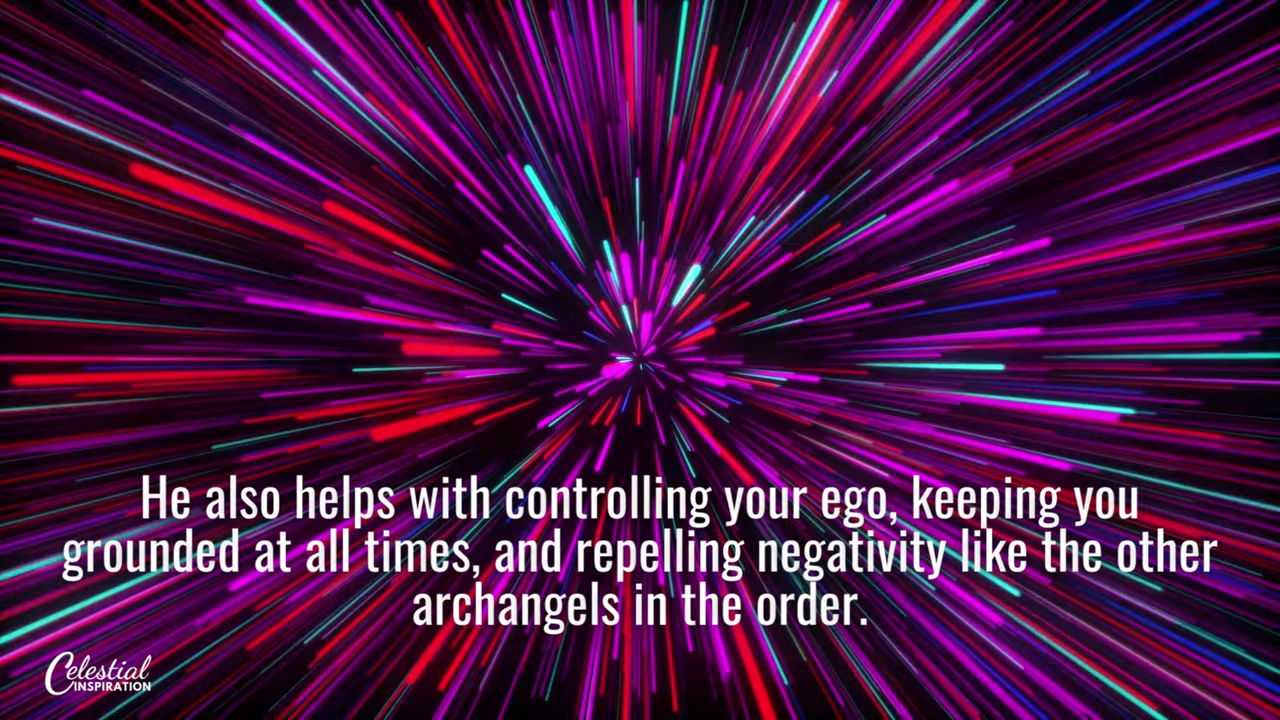 He also helps with controlling your ego, keeping you
grounded at all times, and repelling negativity like the other
archangels in the order.
Celestial
INSPIRATION